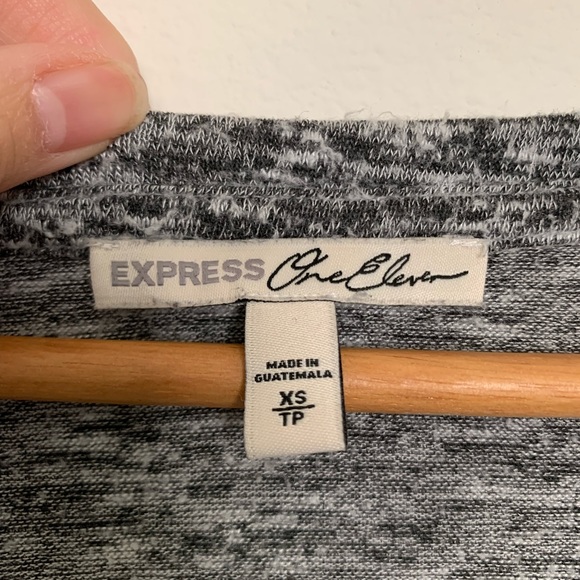 EXPRESS One Eleven
MADE IN
GUATEMALA
XS
TP